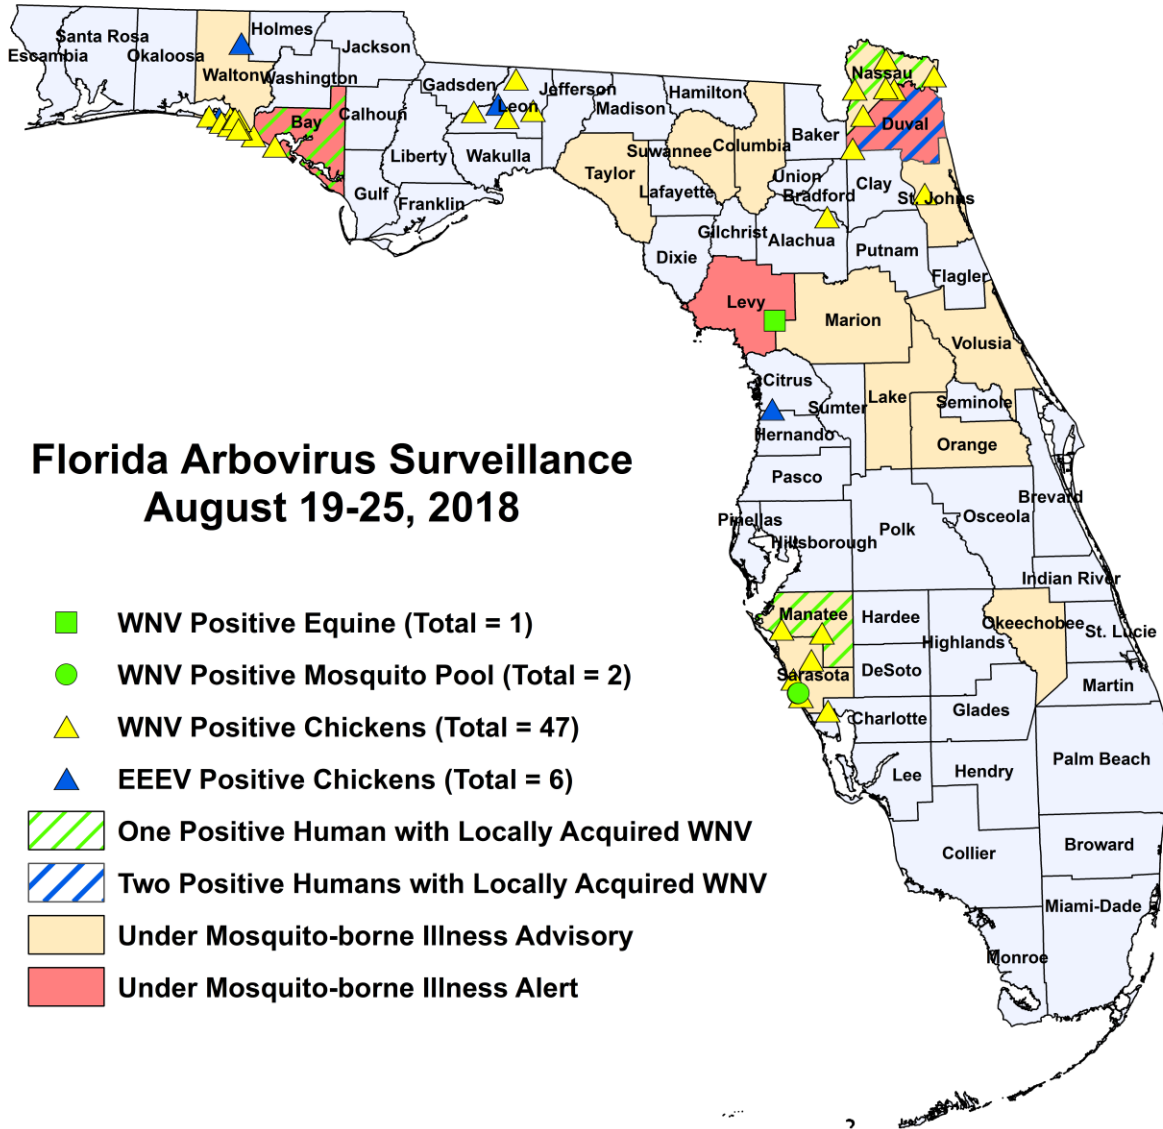 Holmes
Santa Rosa
Escambia
Okaloosa
Jackson
Walton
Washington
Gadsden
Jefferson
Leon
Madison
Hamilton
Nassau
Bay
Calhoun
Duval
Baker
Suwannee
Columbia
Liberty
Wakulla
Taylor
Union
Bradford
Clay
Lafayette
Gulf
Franklin
St. Johns
Gilchrist
Alachua
Dixie
Putnam
Flagler
Levy
Marion
Volusia
Citrus
Lake
Sumter
Seminole
Hernando
Orange
Florida Arbovirus Surveillance
August 19-25, 2018
Pasco
Brevard
Pinellas
Osceola
Polk
Hillsborough
Indian River
Manatee
Hardee
Okeechobee
St. Lucie
Highlands
DeSoto
Sarasota
Martin
Glades
Charlotte
Palm Beach
Lee
Hendry
Broward
Collier
Miami-Dade
Monroe
WNV Positive Equine (Total = 1)
WNV Positive Mosquito Pool (Total = 2)
WNV Positive Chickens (Total = 47)
EEEV Positive Chickens (Total = 6)
One Positive Human with Locally Acquired WNV
Two Positive Humans with Locally Acquired WNV
Under Mosquito-borne Illness Advisory
Under Mosquito-borne Illness Alert